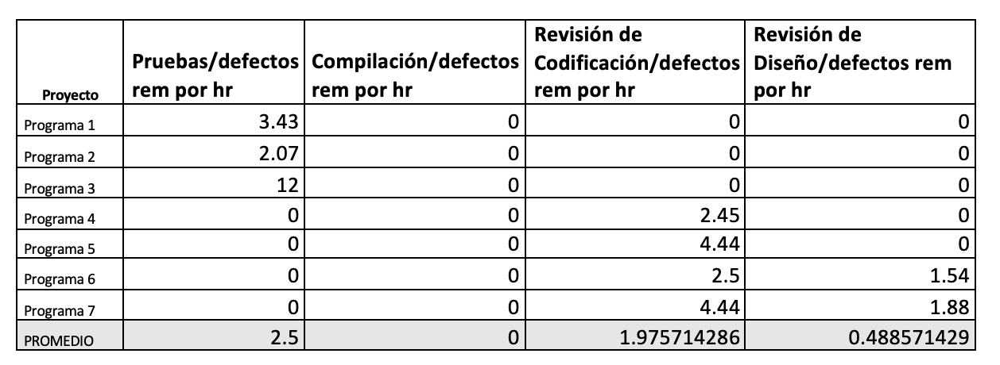 Proyecto Pruebas/defectos rem por hr Compilación/defectos rem por hr Revisión de Codificación/defectos rem por hr Revisión de Diseño/defectos rem por hr
Programa 1 3.43 0 0 0
Programa 2 2.07 0 0 0
Programa 3 12 0 0 0
Programa 4 0 0 2.45 0
Programa 5 0 0 4.44 0
Programa 6 0 0 2.5 1.54
Programa 7 0 0 4.44 1.88
PROMEDIO 2.5 0 1.975714286 0.488571429